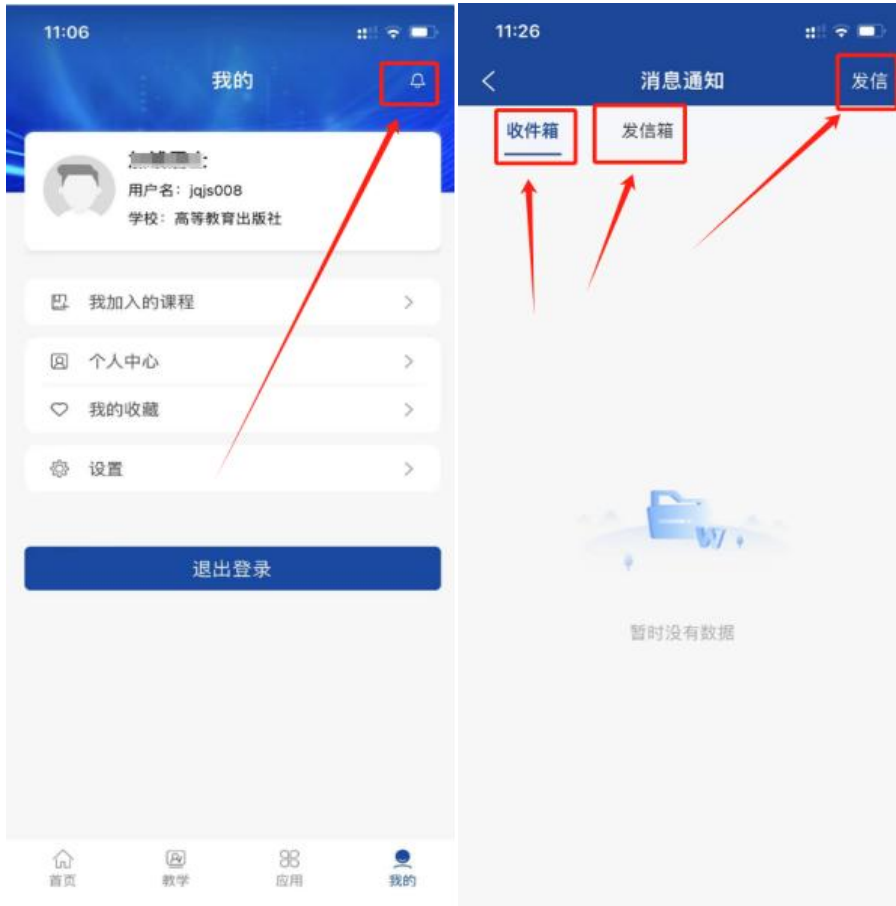 11:06
我的
用户名：jqjs008
学校：高等教育出版社
我加入的课程
个人中心
我的收藏
设置
退出登录
首页
教学
应用
我的
11:26
消息通知
发信
收件箱
发信箱
W
暂时没有数据